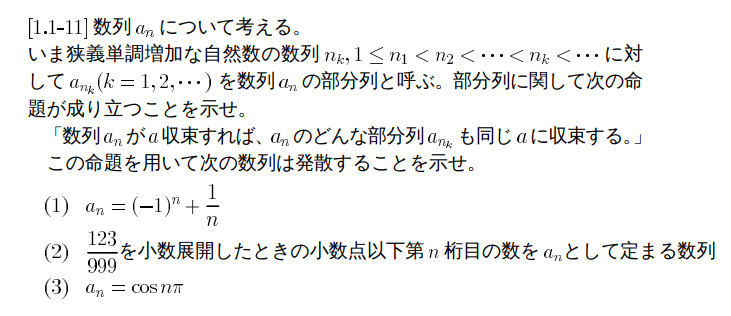 [1.1-11] 数列 a_n について考える。
いま狭義単調増加な自然数の数列 n_k, 1 ≤ n_1 < n_2 < ⋯ < n_k < ⋯ に対
して a_{n_k}(k = 1, 2, ⋯ ) を数列 a_n の部分列と呼ぶ。部分列に関して次の命
題が成り立つことを示せ。
「数列 a_n が a 収束すれば、a_n のどんな部分列 a_{n_k} も同じ a に収束する。」
この命題を用いて次の数列は発散することを示せ。
(1) a_n = (−1)^n + \frac{1}{n}
(2) \frac{123}{999} を小数展開したときの小数点以下第 n 桁目の数を a_n として定まる数列
(3) a_n = cos nπ